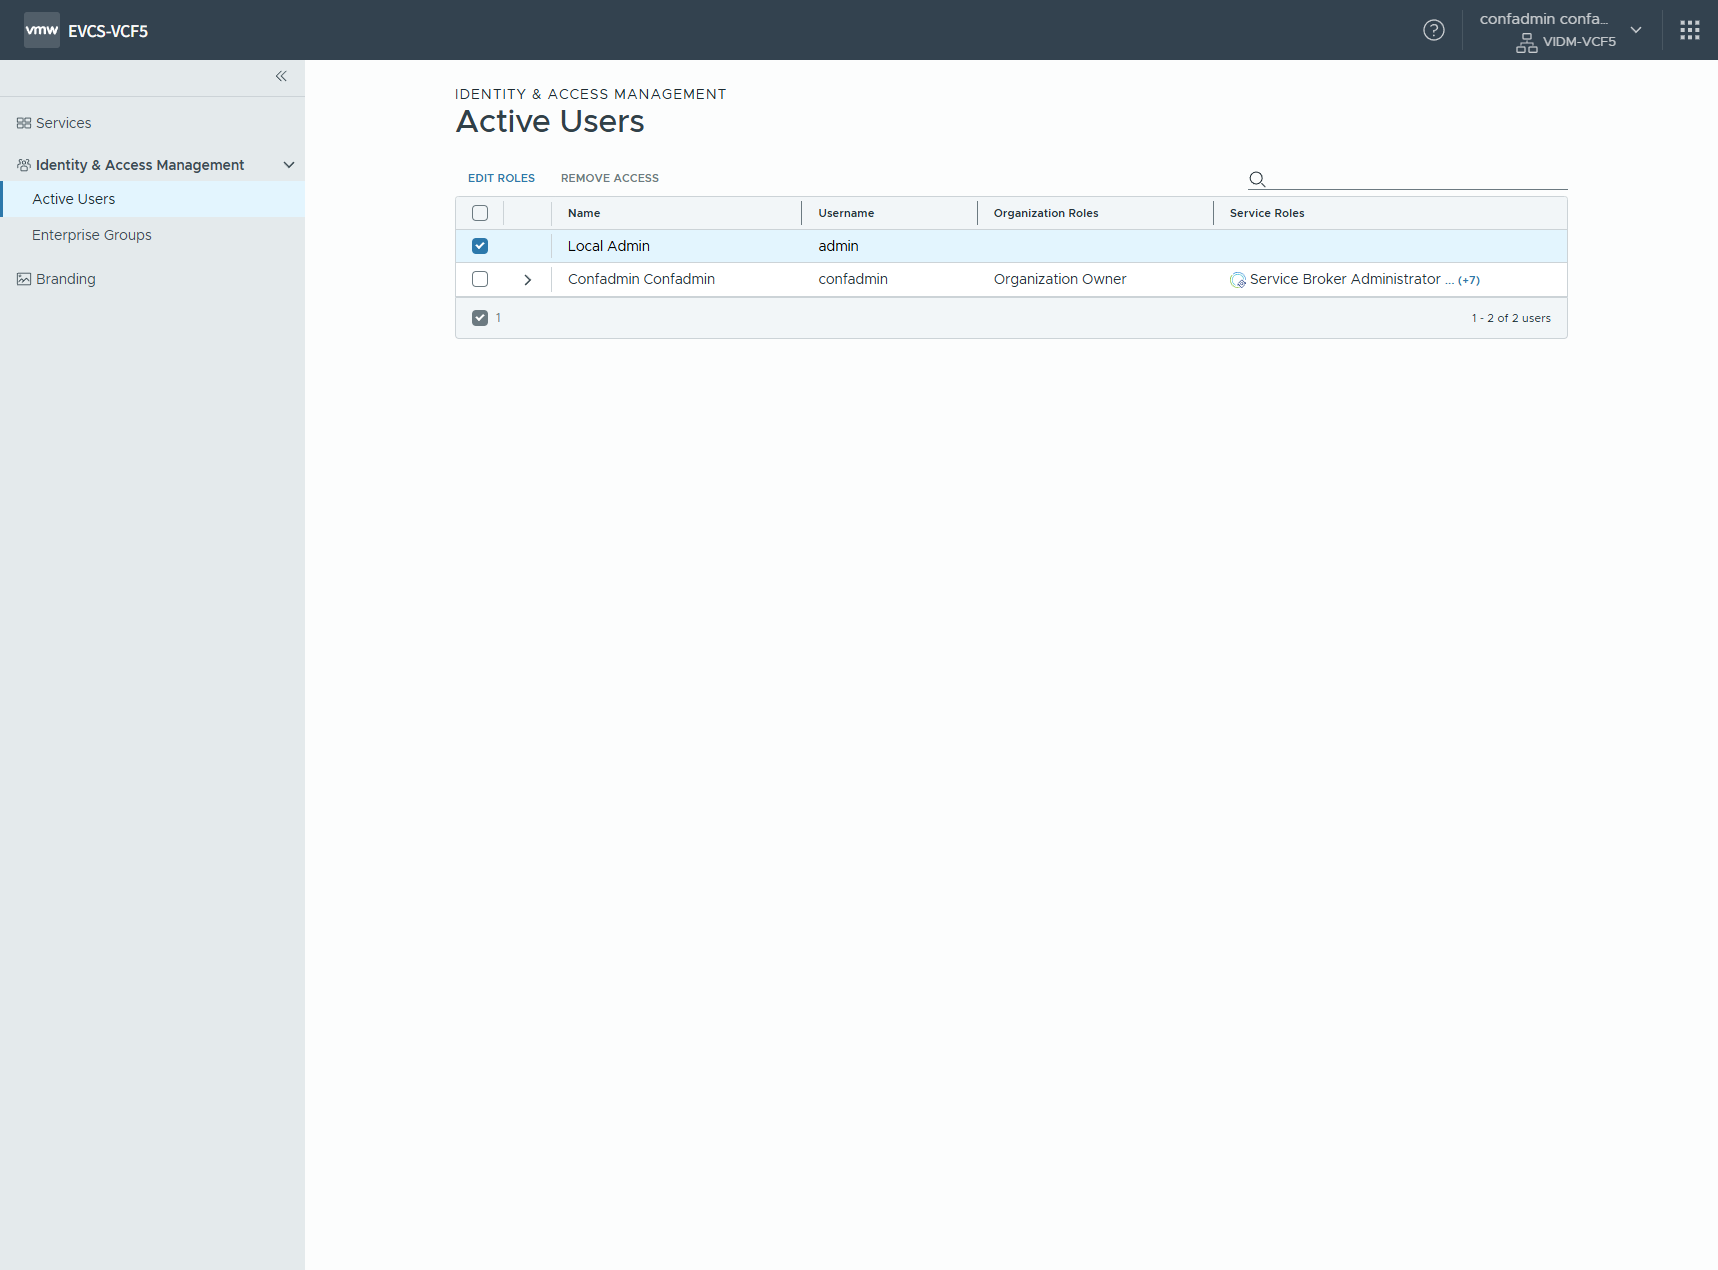 vmw EVCS-VCF5
confadmin confa...
VIDM-VCF5
Services
Identity & Access Management
Active Users
Enterprise Groups
Branding
IDENTITY & ACCESS MANAGEMENT
Active Users
EDIT ROLES REMOVE ACCESS
Name Username Organization Roles Service Roles
Local Admin admin
Confadmin Confadmin confadmin Organization Owner Service Broker Administrator ... (+7)
1 1 - 2 of 2 users